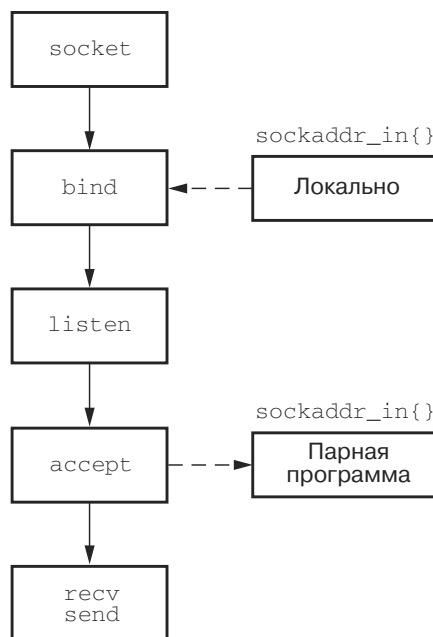 socket
sockaddr_in{}
bind
Локально
listen
sockaddr_in{}
accept
Парная
программа
recv
send